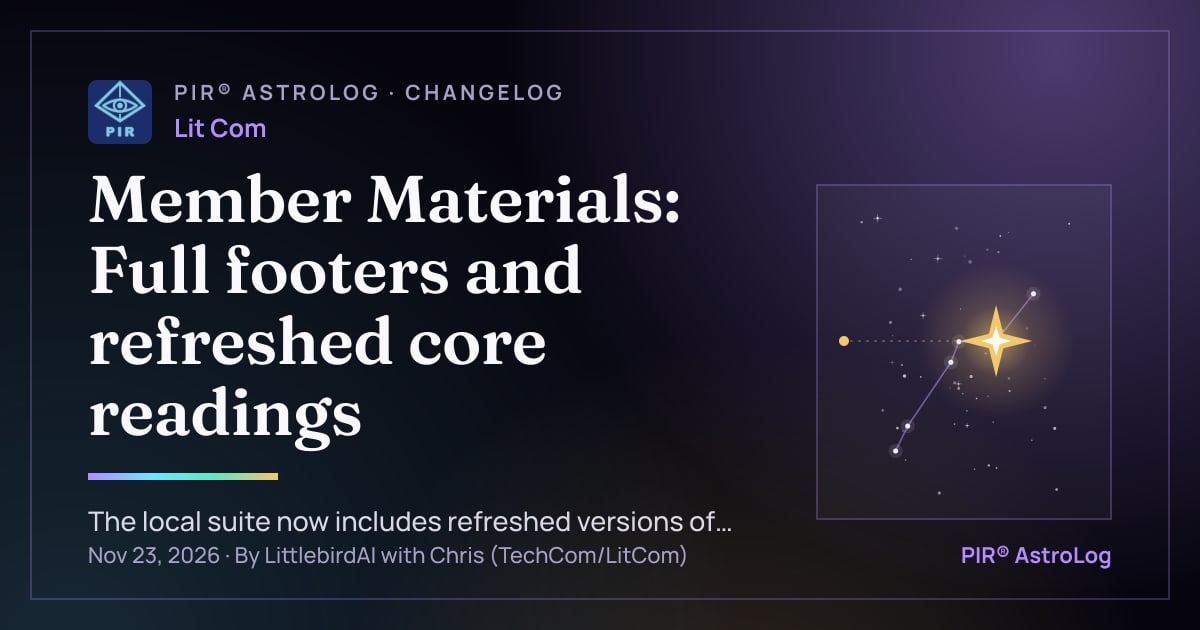 PIR
PIR® ASTROLOG · CHANGELOG
Lit Com
Member Materials:
Full footers and
refreshed core
readings
The local suite now includes refreshed versions of…
Nov 23, 2026 · By LittlebirdAI with Chris (TechCom/LitCom)
PIR® AstroLog